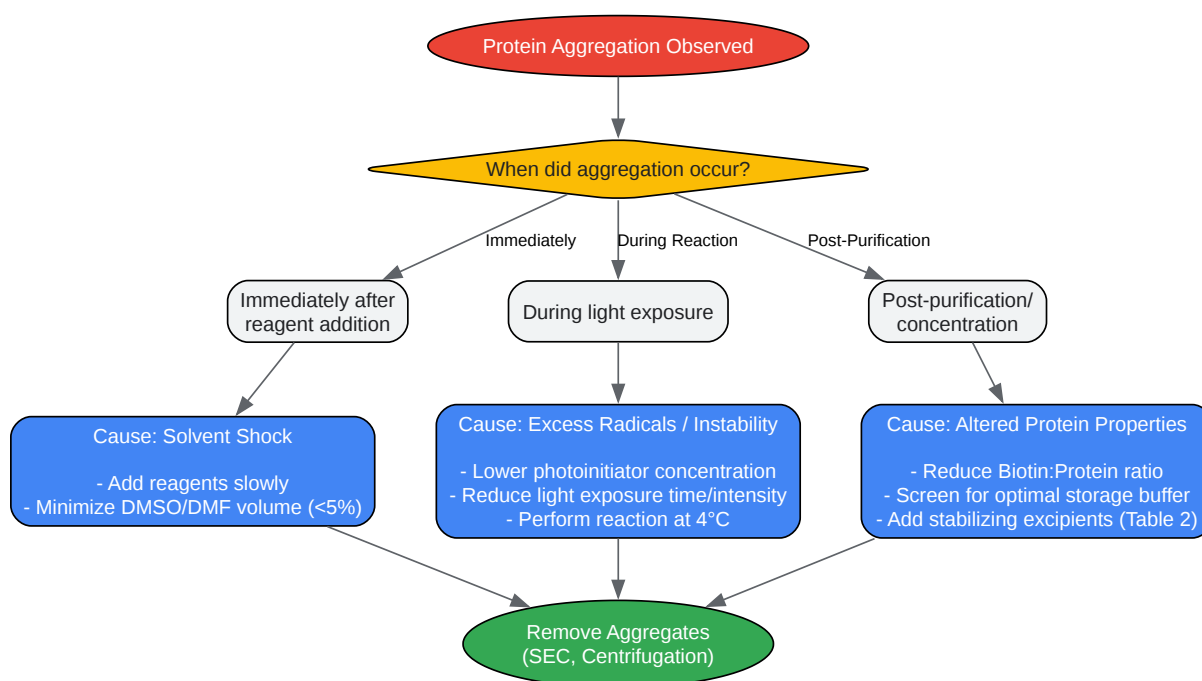 Protein Aggregation Observed
When did aggregation occur?
Immediately
During Reaction
Post-Purification
Immediately after
reagent addition
During light exposure
Post-purification/
concentration
Cause: Solvent Shock
- Add reagents slowly
- Minimize DMSO/DMF volume (<5%)
Cause: Excess Radicals / Instability
- Lower photoinitiator concentration
- Reduce light exposure time/intensity
- Perform reaction at 4°C
Cause: Altered Protein Properties
- Reduce Biotin:Protein ratio
- Screen for optimal storage buffer
- Add stabilizing excipients (Table 2)
Remove Aggregates
(SEC, Centrifugation)